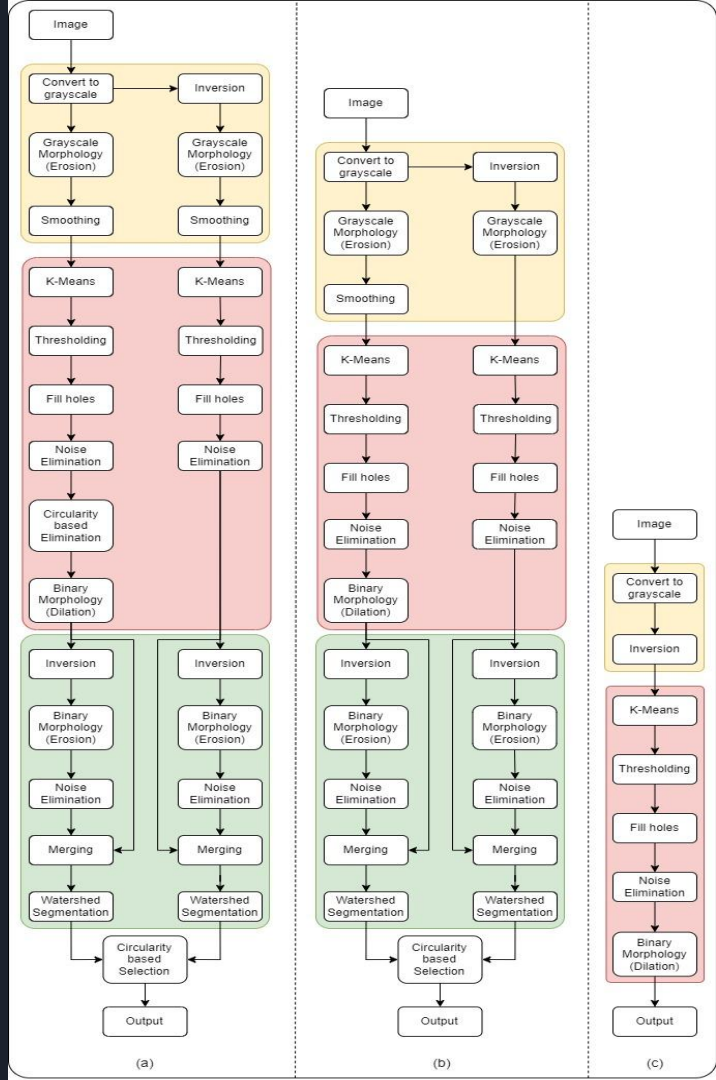 Image
Convert to
grayscale
Inversion
Grayscale
Morphology
(Erosion)
Grayscale
Morphology
(Erosion)
Smoothing
Smoothing
K-Means
K-Means
Thresholding
Thresholding
Fill holes
Fill holes
Noise
Elimination
Noise
Elimination
Circularity
based
Elimination
Binary
Morphology
(Dilation)
Inversion
Inversion
Binary
Morphology
(Erosion)
Binary
Morphology
(Erosion)
Noise
Elimination
Noise
Elimination
Merging
Merging
Watershed
Segmentation
Watershed
Segmentation
Circularity
based
Selection
Output
(a)
Image
Convert to
grayscale
Inversion
Grayscale
Morphology
(Erosion)
Grayscale
Morphology
(Erosion)
Smoothing
K-Means
K-Means
Thresholding
Thresholding
Fill holes
Fill holes
Noise
Elimination
Noise
Elimination
Binary
Morphology
(Dilation)
Inversion
Inversion
Binary
Morphology
(Erosion)
Binary
Morphology
(Erosion)
Noise
Elimination
Noise
Elimination
Merging
Merging
Watershed
Segmentation
Watershed
Segmentation
Circularity
based
Selection
Output
(b)
Image
Convert to
grayscale
Inversion
K-Means
Thresholding
Fill holes
Noise
Elimination
Binary
Morphology
(Dilation)
Output
(c)